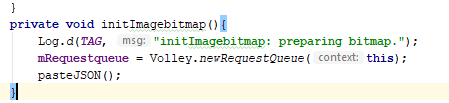 }
private void initImagebitmap(){
Log.d(TAG, msg: "initImagebitmap: preparing bitmap.");
mRequestqueue = Volley.newRequestQueue( context: this);
pasteJSON();
}